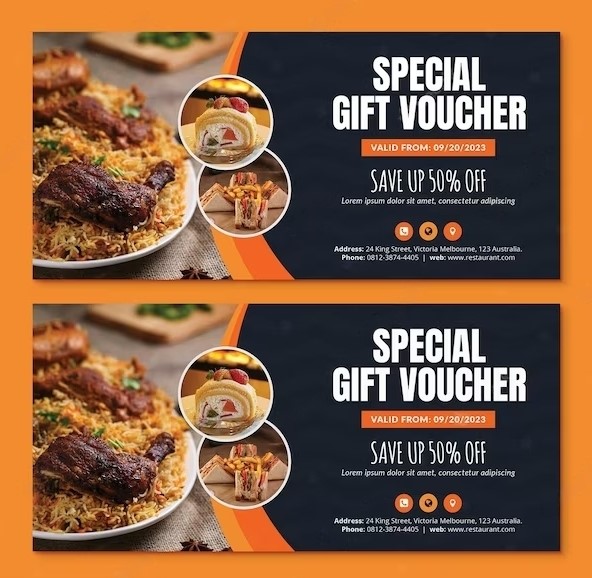 SPECIAL
GIFT VOUCHER
VALID FROM: 09/20/2023
SAVE UP 50% OFF
Lorem ipsum dolor sit amet, consectetur adipiscing
Address: 24 King Street, Victoria Melbourne, 123 Australia.
Phone: 0812-3874-4405 | web: www.restaurant.com
SPECIAL
GIFT VOUCHER
VALID FROM: 09/20/2023
SAVE UP 50% OFF
Lorem ipsum dolor sit amet, consectetur adipiscing
Address: 24 King Street, Victoria Melbourne, 123 Australia.
Phone: 0812-3874-4405 | web: www.restaurant.com